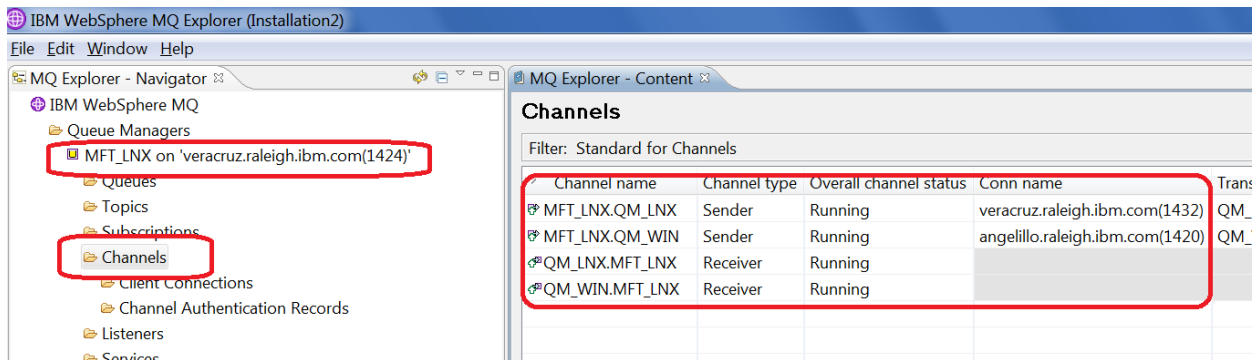 IBM WebSphere MQ Explorer (Installation2)
File Edit Window Help
MQ Explorer - Navigator
IBM WebSphere MQ
Queue Managers
MFT_LNX on 'veracruz.raleigh.ibm.com(1424)'
Queues
Topics
Subscriptions
Channels
Client Connections
Channel Authentication Records
Listeners
Services
MQ Explorer - Content
Channels
Filter: Standard for Channels
Channel name Channel type Overall channel status Conn name Trans
MFT_LNX.QM_LNX Sender Running veracruz.raleigh.ibm.com(1432) QM_
MFT_LNX.QM_WIN Sender Running angelillo.raleigh.ibm.com(1420) QM_
QM_LNX.MFT_LNX Receiver Running
QM_WIN.MFT_LNX Receiver Running